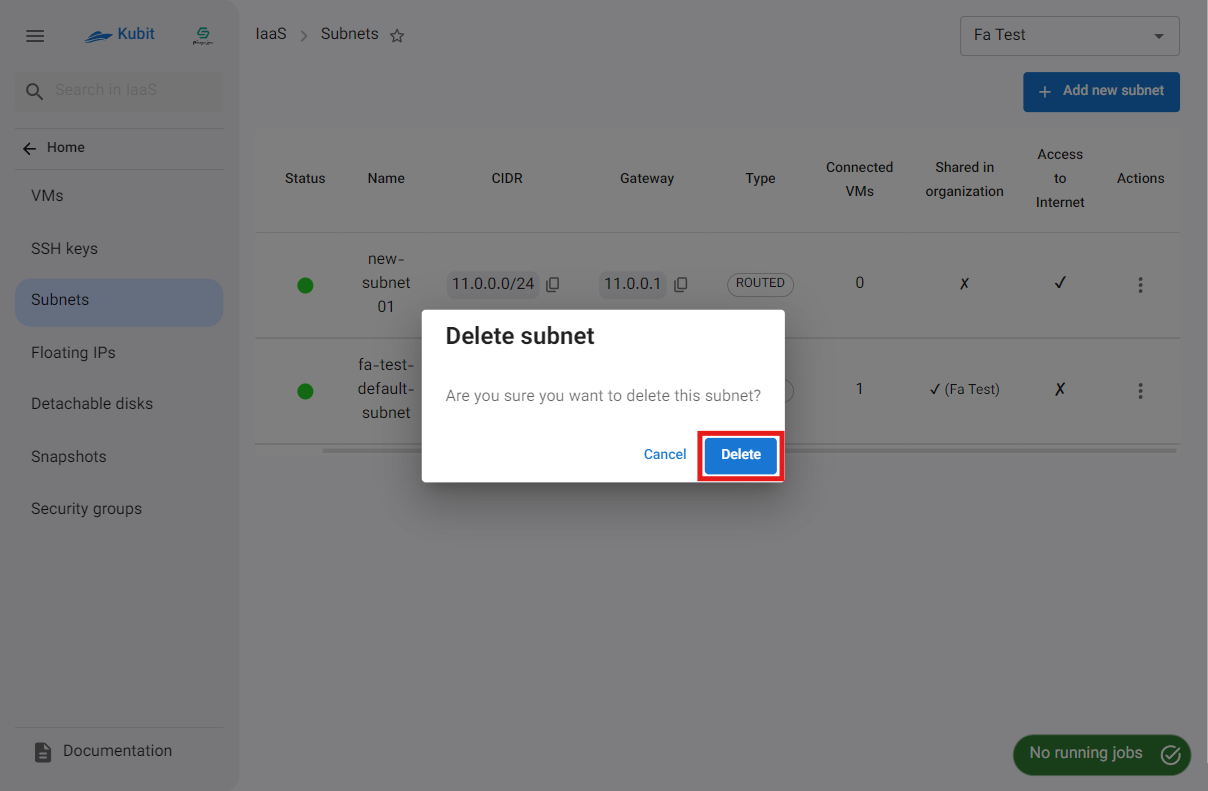 Kubit
IaaS
Subnets
Fa Test
Search in IaaS
Add new subnet
Home
VMs
SSH keys
Subnets
Floating IPs
Detachable disks
Snapshots
Security groups
Documentation
Status
Name
CIDR
Gateway
Type
Connected
VMs
Shared in
organization
Access
to
Internet
Actions
new-
subnet
01
11.0.0.0/24
11.0.0.1
ROUTED
0
✗
✓
fa-test-
default-
subnet
1
✓ (Fa Test)
✗
Delete subnet
Are you sure you want to delete this subnet?
Cancel
Delete
No running jobs